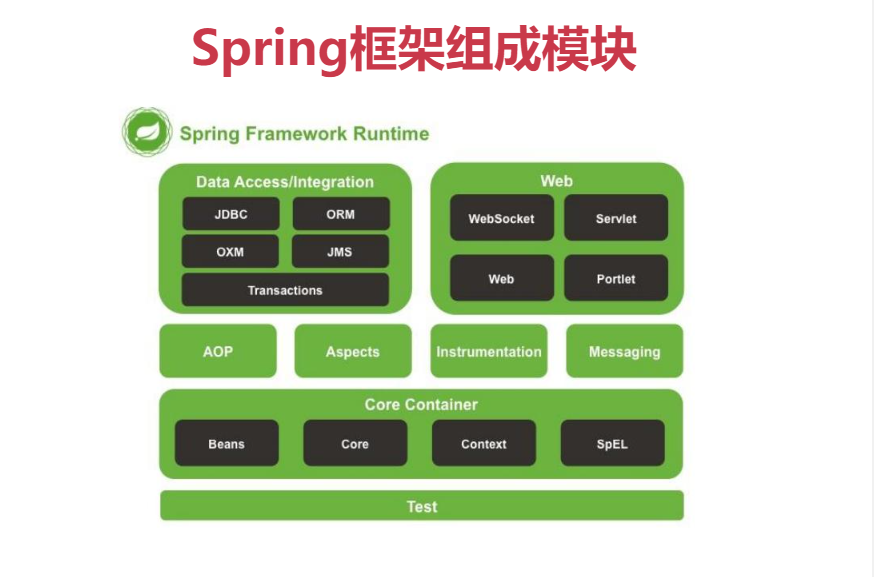 Spring框架组成模块
Spring Framework Runtime
Data Access/Integration
JDBC
ORM
OXM
JMS
Transactions
Web
WebSocket
Servlet
Web
Portlet
AOP
Aspects
Instrumentation
Messaging
Core Container
Beans
Core
Context
SpEL
Test